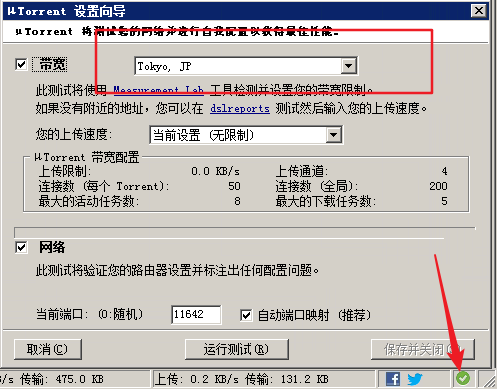 μTorrent 设置向导
μTorrent 将测试您的网络并进行自我配置以获得最佳性能。
带宽
Tokyo, JP
此测试将使用 Measurement Lab 工具检测并设置您的带宽限制。
如果没有附近的地址，您可以在 dslreports 测试然后输入您的上传速度。
您的上传速度: 当前设置 (无限制)
μTorrent 带宽配置
上传限制: 0.0 KB/s 上传通道: 4
连接数 (每个 Torrent): 50 连接数 (全局): 200
最大的活动任务数: 8 最大的下载任务数: 5
网络
此测试将验证您的路由器设置并标注出任何配置问题。
当前端口: (0:随机) 11642 自动端口映射 (推荐)
取消(C) 运行测试(R) 保存并关闭
B/s 传输: 475.0 KB 上传: 0.2 KB/s 传输: 131.2 KB